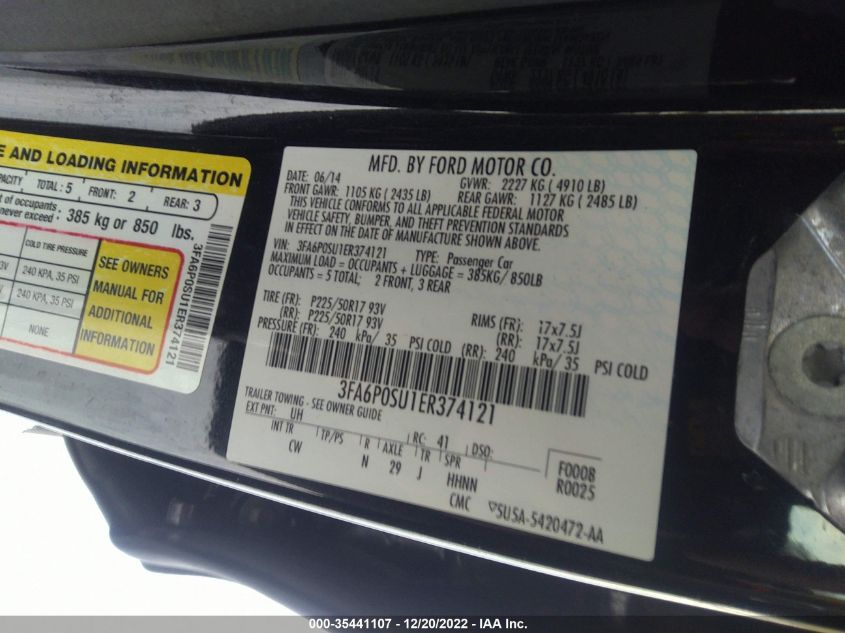 E AND LOADING INFORMATION
PACITY TOTAL: 5 FRONT: 2 REAR: 3
t of occupants
never exceed : 385 kg or 850 lbs.
COLD TIRE PRESSURE
240 KPA, 35 PSI
240 KPA, 35 PSI
NONE
SEE OWNERS
MANUAL FOR
ADDITIONAL
INFORMATION
3FA6P0SU1ER374121
MFD. BY FORD MOTOR CO.
DATE: 06/14 GVWR: 2227 KG ( 4910 LB)
FRONT GAWR: 1105 KG ( 2435 LB) REAR GAWR: 1127 KG ( 2485 LB)
THIS VEHICLE CONFORMS TO ALL APPLICABLE FEDERAL MOTOR
VEHICLE SAFETY, BUMPER, AND THEFT PREVENTION STANDARDS
IN EFFECT ON THE DATE OF MANUFACTURE SHOWN ABOVE.
VIN: 3FA6P0SU1ER374121 TYPE: Passenger Car
MAXIMUM LOAD = OCCUPANTS + LUGGAGE = 385KG/ 850LB
OCCUPANTS = 5 TOTAL; 2 FRONT, 3 REAR
TIRE (FR): P225/50R17 93V RIMS (FR): 17x7.5J
(RR): P225/50R17 93V (RR): 17x7.5J
PRESSURE (FR): 240 kPa/ 35 PSI COLD (RR): 240 kPa/35 PSI COLD
3FA6P0SU1ER374121
TRAILER TOWING - SEE OWNER GUIDE
EXT PNT: UH RC: 41 DSO:
INT TR TP/PS R AXLE TR SPR F0008
CW N 29 J HHNN R0025
CMC ▽SU5A-5420472-AA
000-35441107 - 12/20/2022 - IAA Inc.